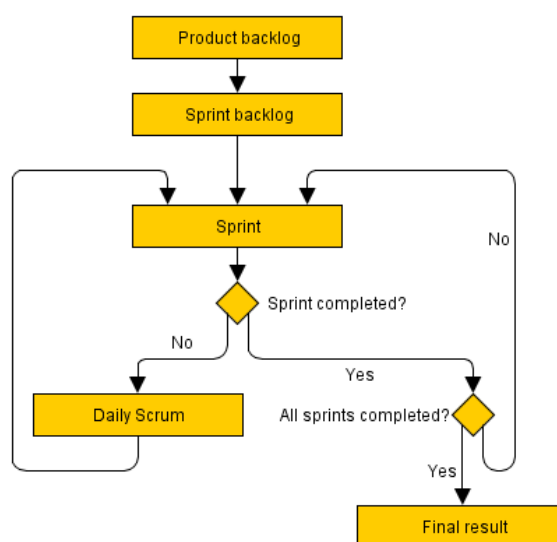 Product backlog
Sprint backlog
Sprint
No
Sprint completed?
No
Yes
Daily Scrum
All sprints completed?
Yes
Final result